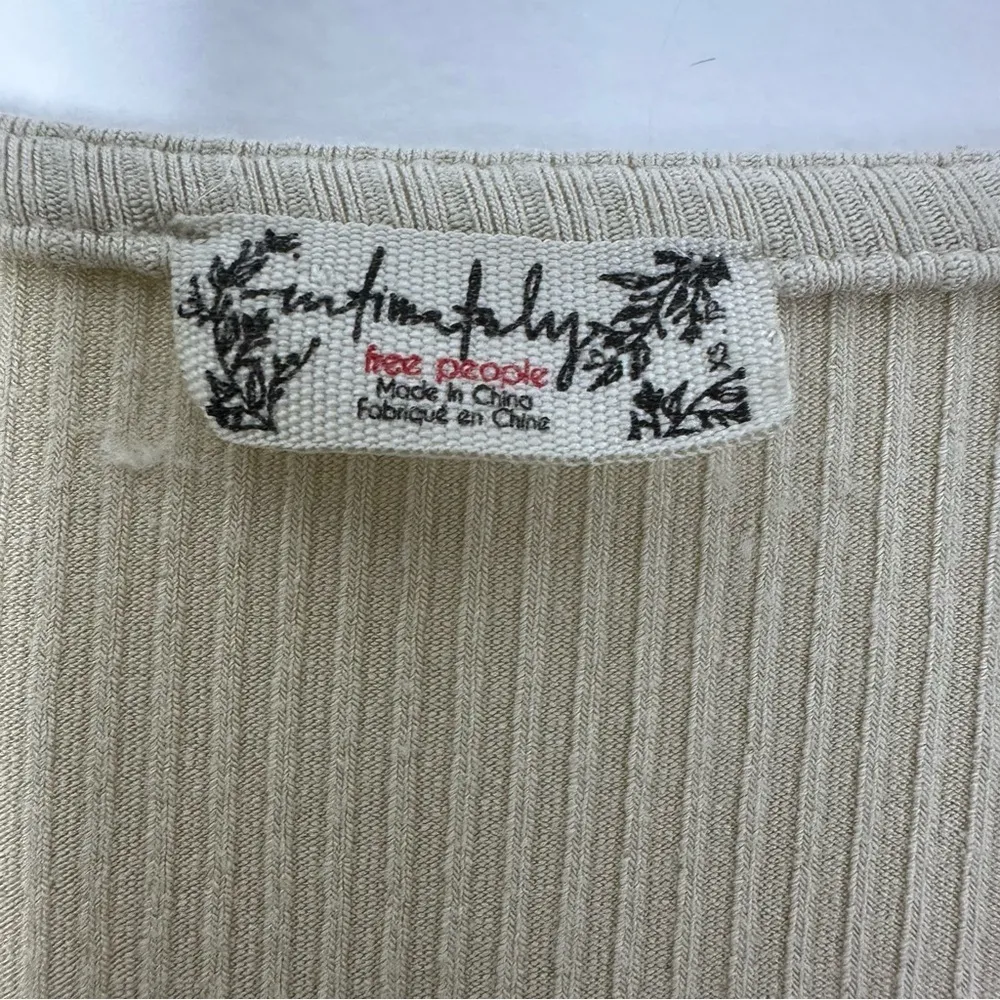 intimately
free people
Made in China
Fabriqué en Chine